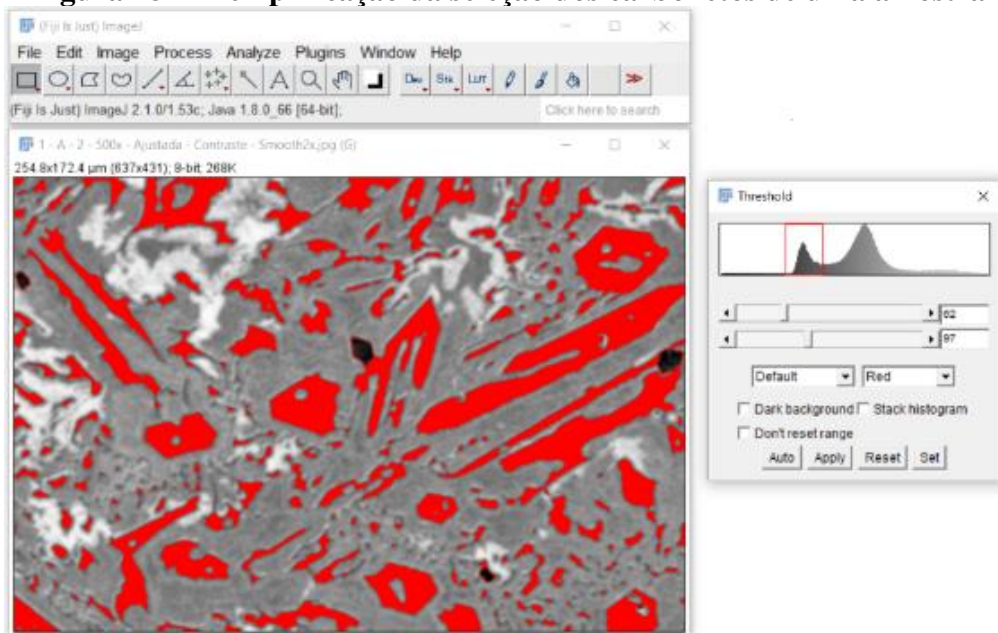 (Fiji Is Just) ImageJ
File Edit Image Process Analyze Plugins Window Help
Dev Stk LUT
(Fiji Is Just) ImageJ 2.1.0/1.53c; Java 1.8.0_66 [64-bit];
Click here to search
1 - A - 2 - 500x - Ajustada - Contraste - Smooth2x.jpg (G)
254.8x172.4 µm (637x431); 8-bit; 268K
Threshold
62
97
Default Red
Dark background Stack histogram
Don't reset range
Auto Apply Reset Set